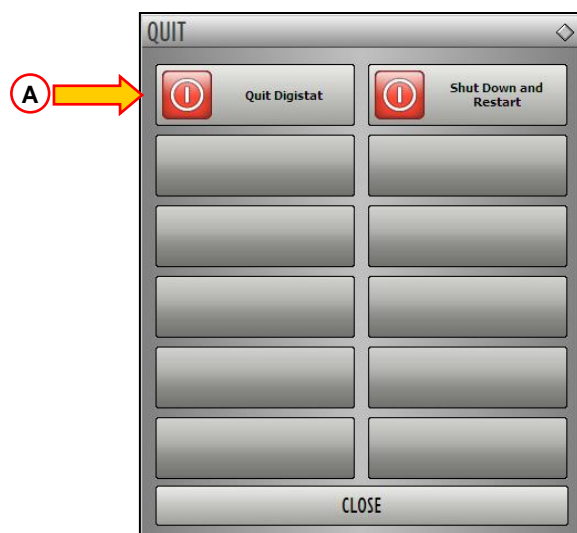 QUIT
A
Quit Digistat
Shut Down and
Restart
CLOSE